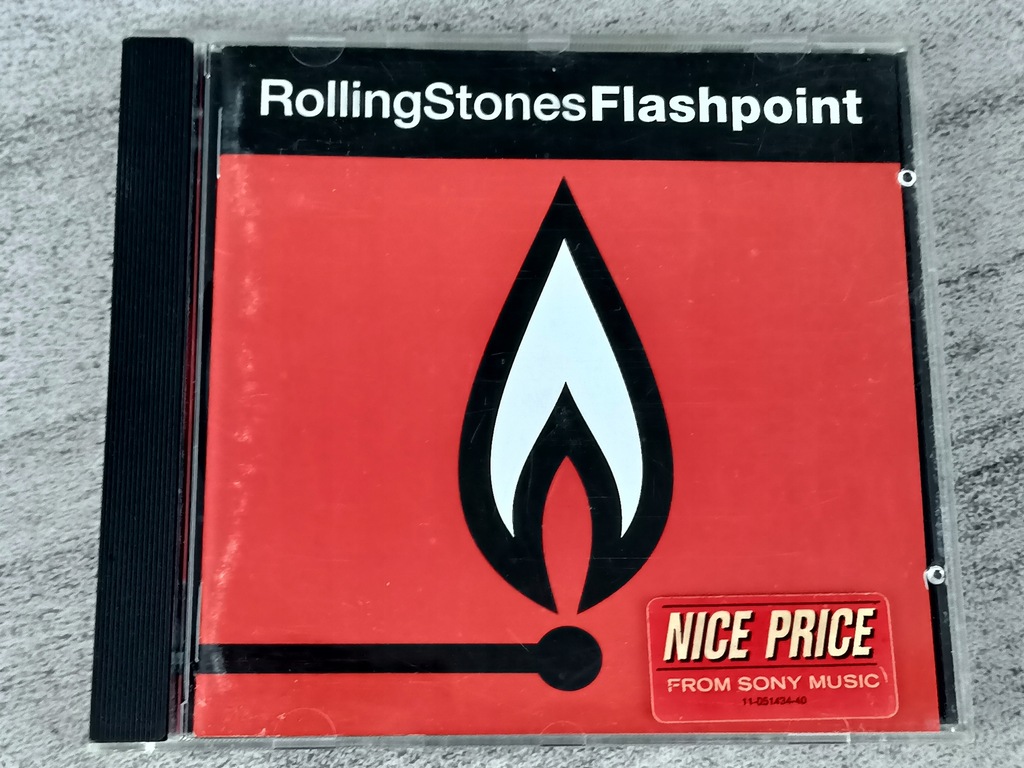 RollingStonesFlashpoint
NICE PRICE
FROM SONY MUSIC
11-051434-40